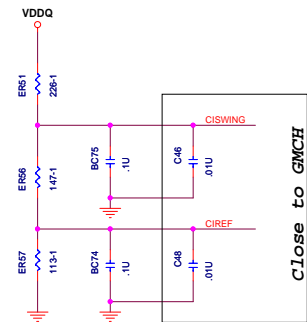 VDDQ
ER51
226-1
CISWING
ER56
147-1
BC75
.1U
C46
.01U
CIREF
ER57
113-1
BC74
.1U
C48
.01U
Close to GMCH